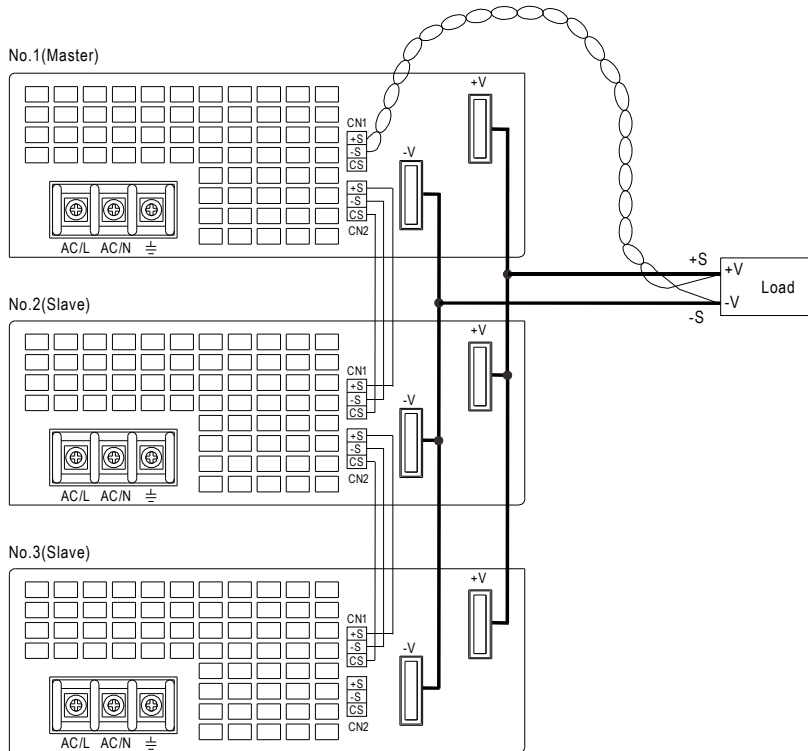 No.1(Master)
+V
CN1
+S
-S
CS
-V
+S
-S
CS
CN2
AC/L AC/N
+S
+V
Load
-V
-S
No.2(Slave)
+V
CN1
+S
-S
CS
-V
+S
-S
CS
CN2
AC/L AC/N
No.3(Slave)
+V
CN1
+S
-S
CS
-V
+S
-S
CS
CN2
AC/L AC/N